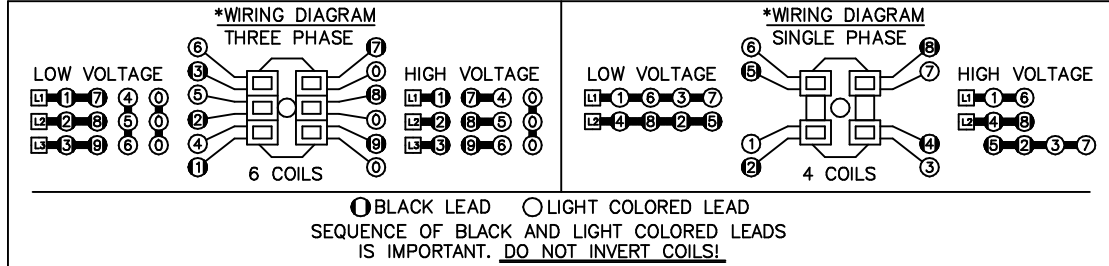 *WIRING DIAGRAM
THREE PHASE
LOW VOLTAGE
L1 1 7 4 0
L2 2 8 5 0
L3 3 9 6 0
6 7
3 0
5 8
2 0
4 9
1 0
6 COILS
HIGH VOLTAGE
L1 1 7 4 0
L2 2 8 5 0
L3 3 9 6 0
*WIRING DIAGRAM
SINGLE PHASE
LOW VOLTAGE
L1 1 6 3 7
L2 4 8 2 5
6 8
5 7
1 4
2 3
4 COILS
HIGH VOLTAGE
L1 1 6
L2 4 8
5 2 3 7
BLACK LEAD LIGHT COLORED LEAD
SEQUENCE OF BLACK AND LIGHT COLORED LEADS
IS IMPORTANT. DO NOT INVERT COILS!